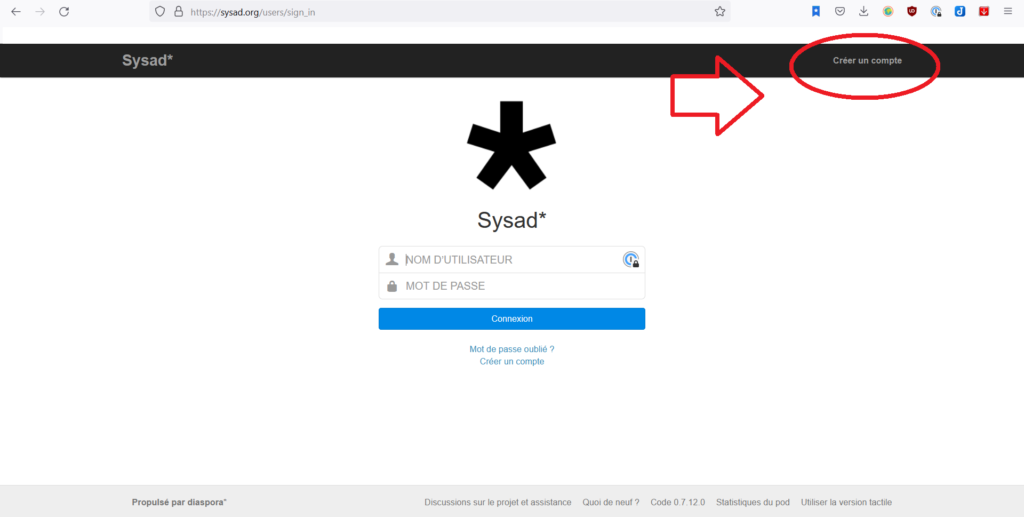 https://sysad.org/users/sign_in
Sysad*
Créer un compte
Sysad*
NOM D'UTILISATEUR
MOT DE PASSE
Connexion
Mot de passe oublié ?
Créer un compte
Propulsé par diaspora* Discussions sur le projet et assistance Quoi de neuf ? Code 0.7.12.0 Statistiques du pod Utiliser la version tactile